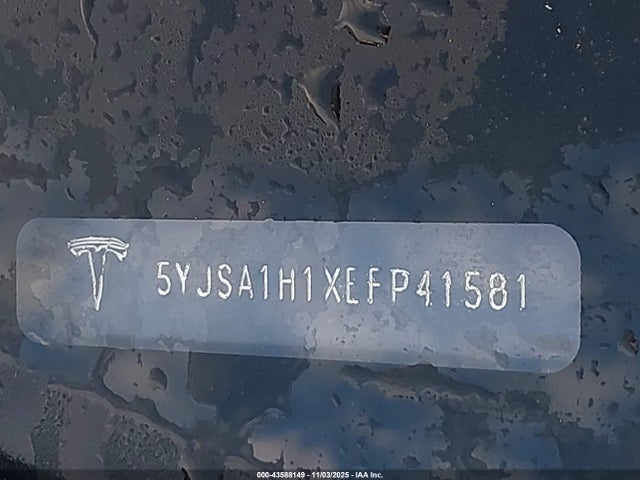 5YJSA1H1XEFP41581
000-43588149 - 11/03/2025 - IAA Inc.